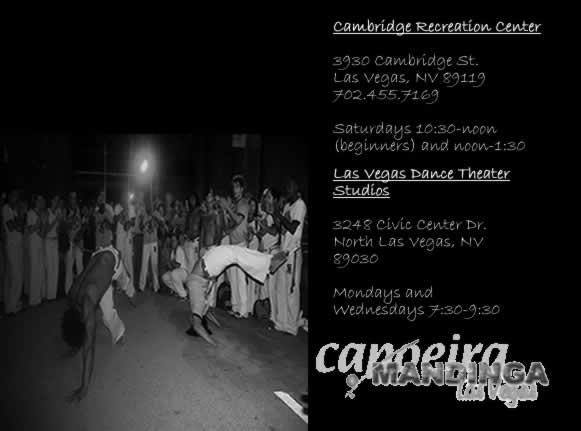 Cambridge Recreation Center
3930 Cambridge St.
Las Vegas, NV 89119
702.455.7169
Saturdays 10:30-noon
(beginners) and noon-1:30
Las Vegas Dance Theater
Studios
3248 Civic Center Dr.
North Las Vegas, NV
89030
Mondays and
Wednesdays 7:30-9:30
capoeira
MANDINGA
Las Vegas